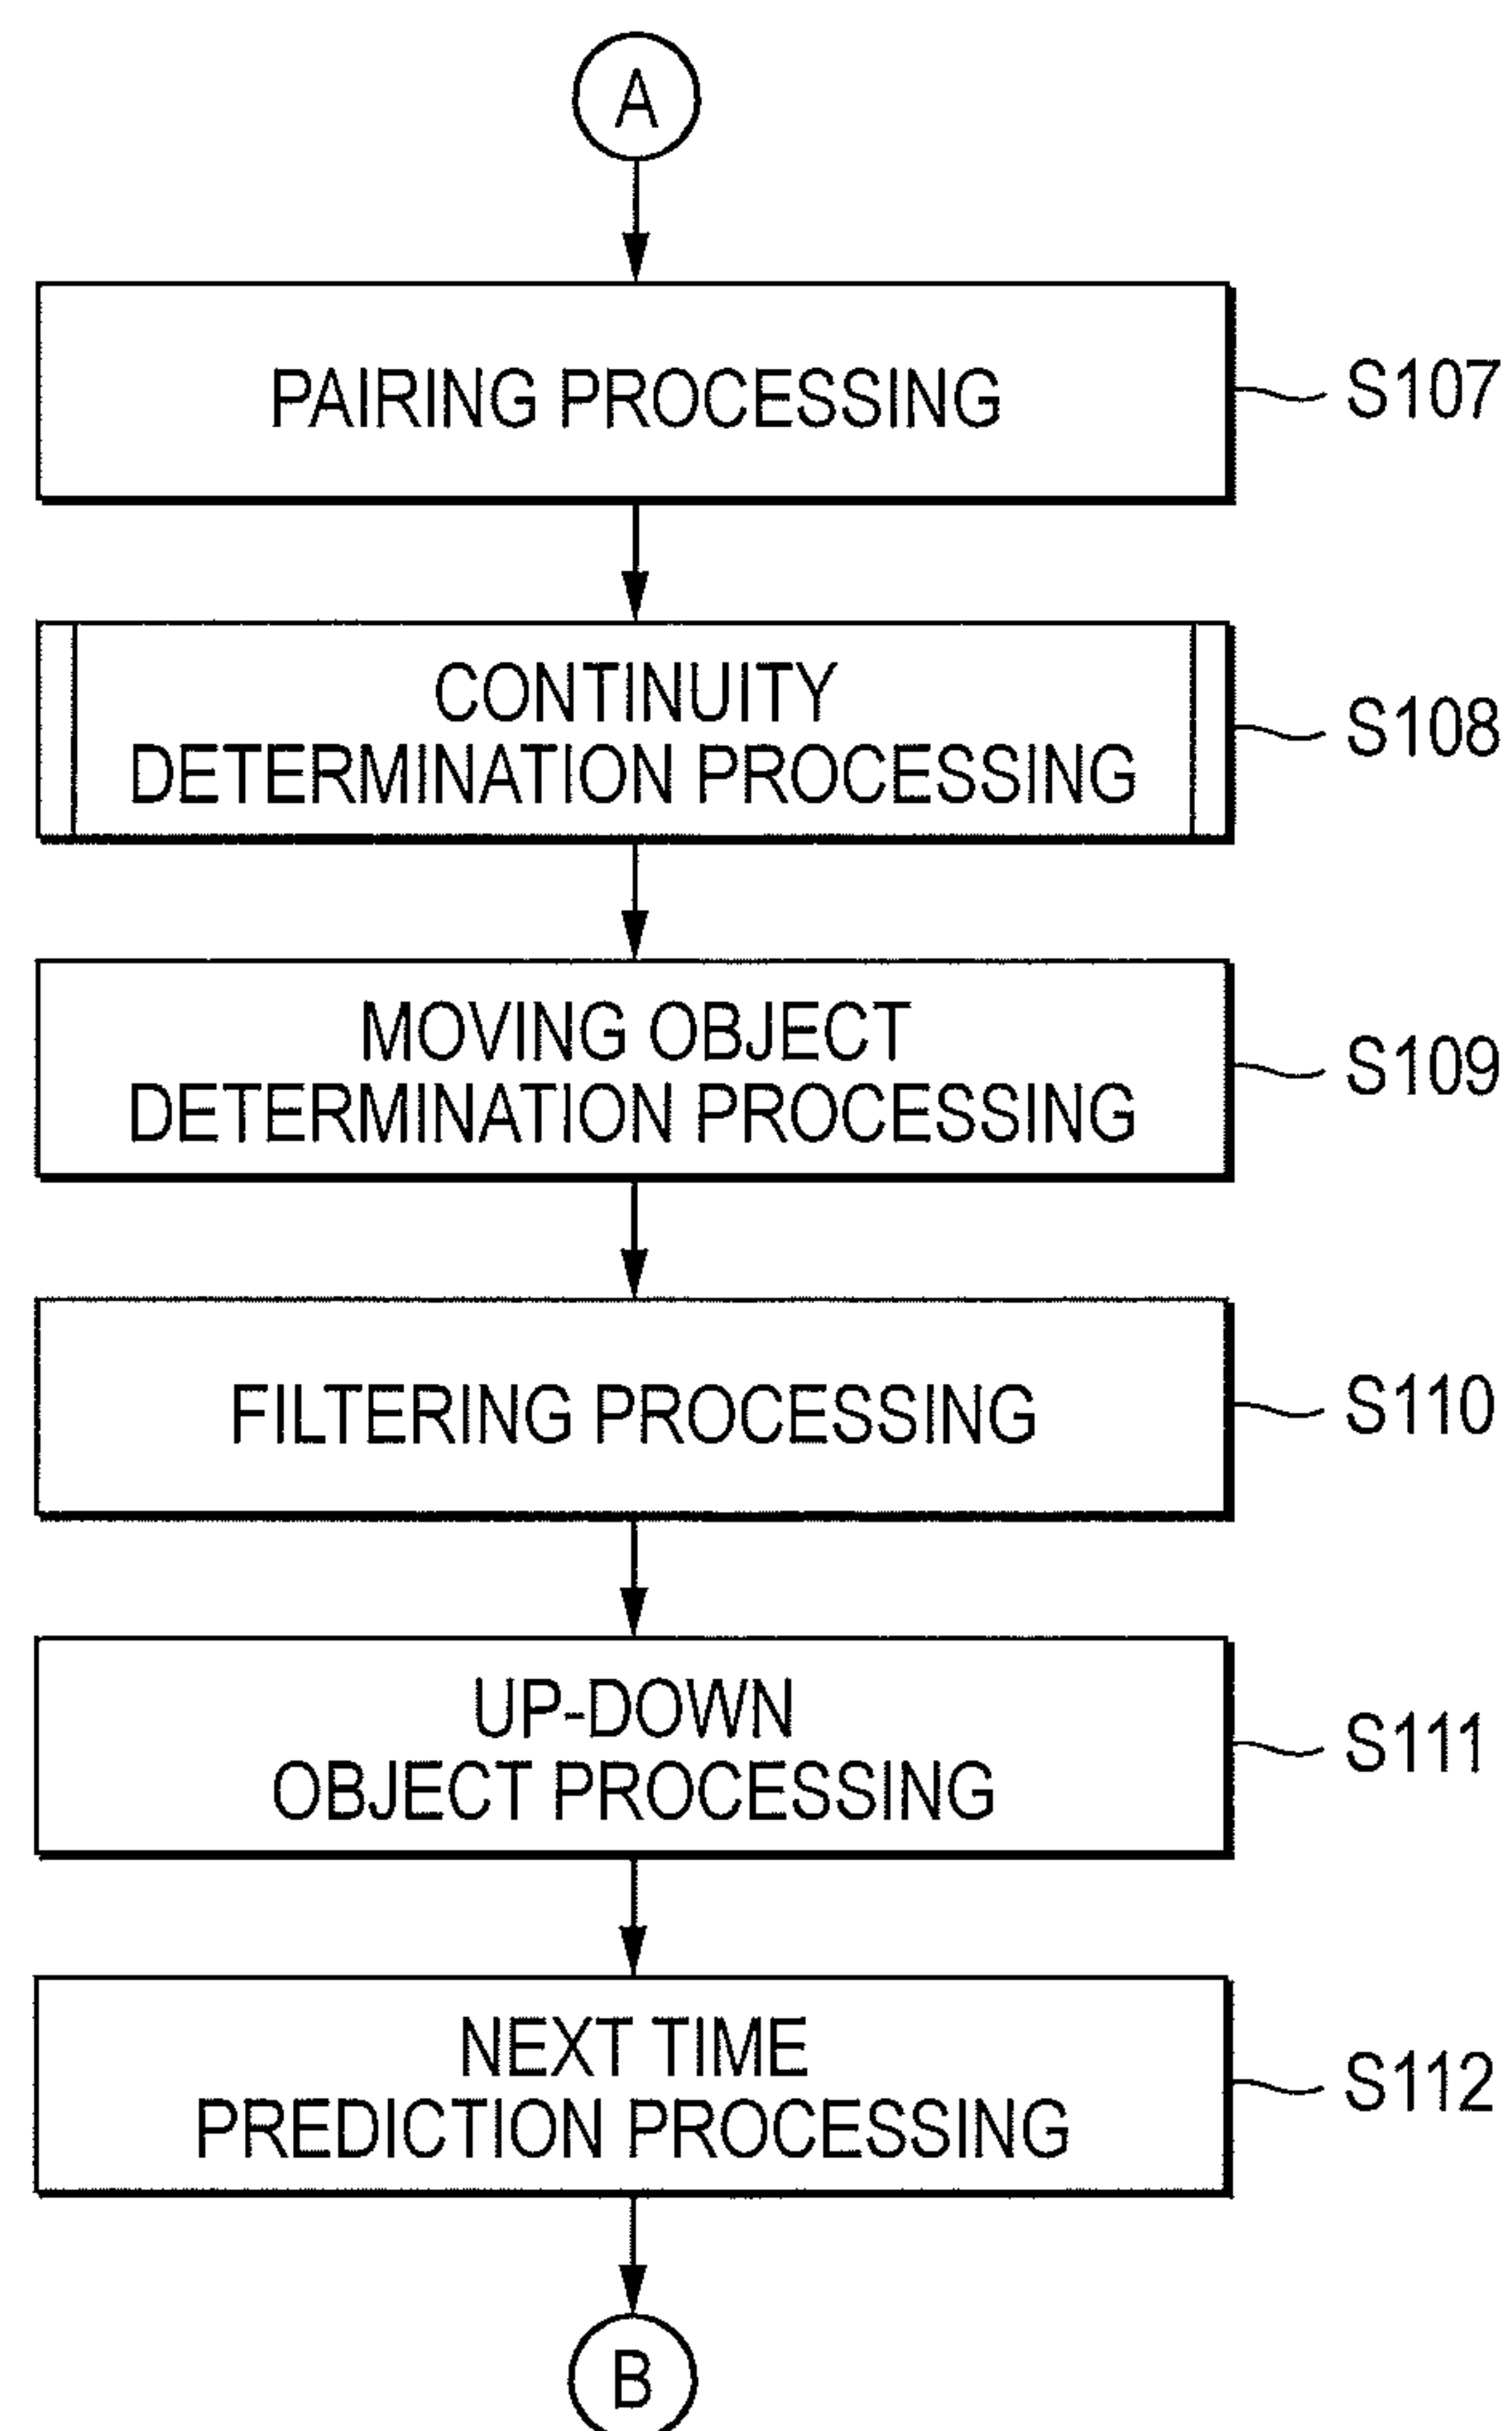 A
PAIRING PROCESSING
S107
CONTINUITY
DETERMINATION PROCESSING
S108
MOVING OBJECT
DETERMINATION PROCESSING
S109
FILTERING PROCESSING
S110
UP-DOWN
OBJECT PROCESSING
S111
NEXT TIME
PREDICTION PROCESSING
S112
B